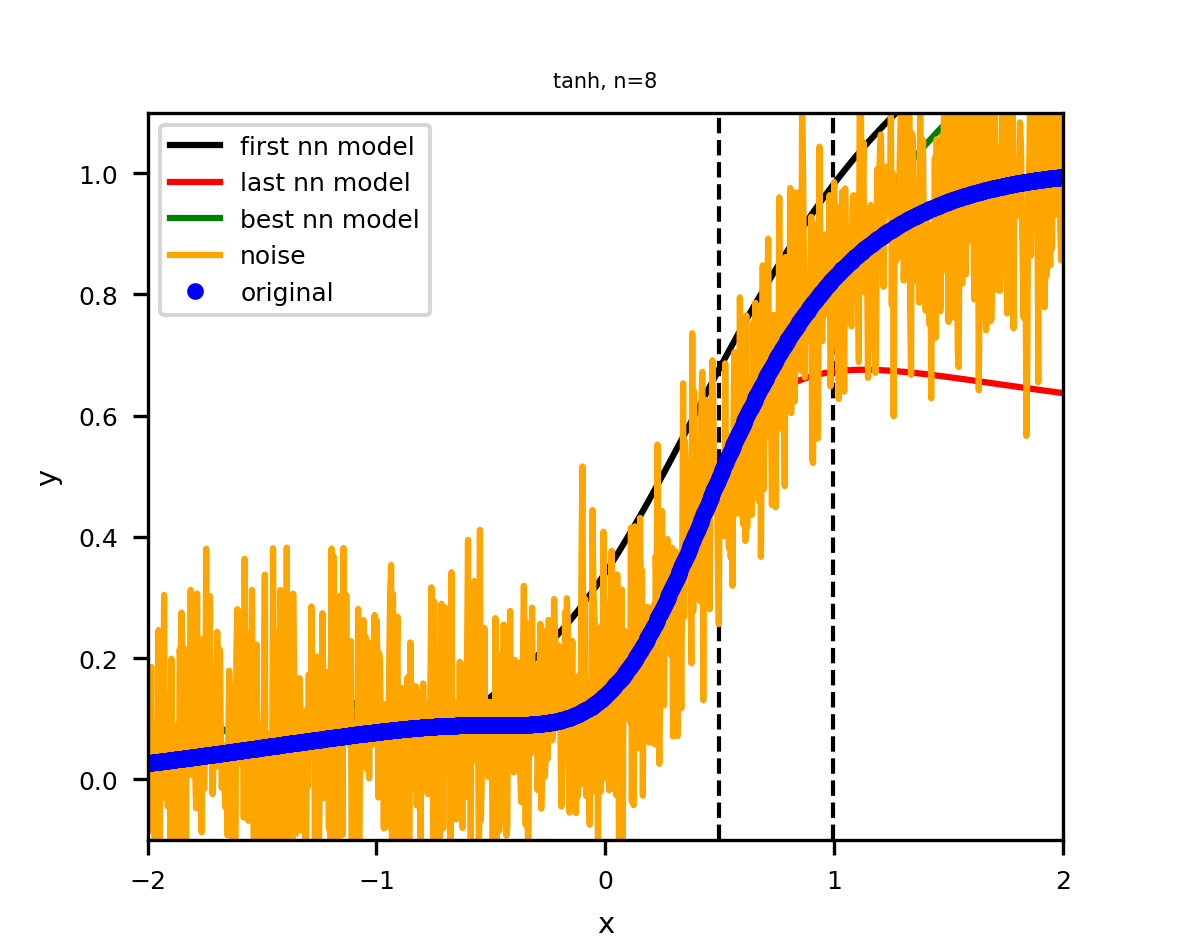 tanh, n=8
first nn model
last nn model
best nn model
noise
original
1.0
0.8
0.6
0.4
0.2
0.0
y
−2
−1
0
1
2
x